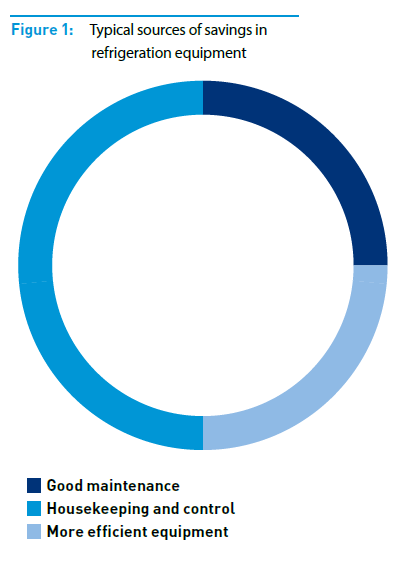 Figure 1: Typical sources of savings in
refrigeration equipment
Good maintenance
Housekeeping and control
More efficient equipment